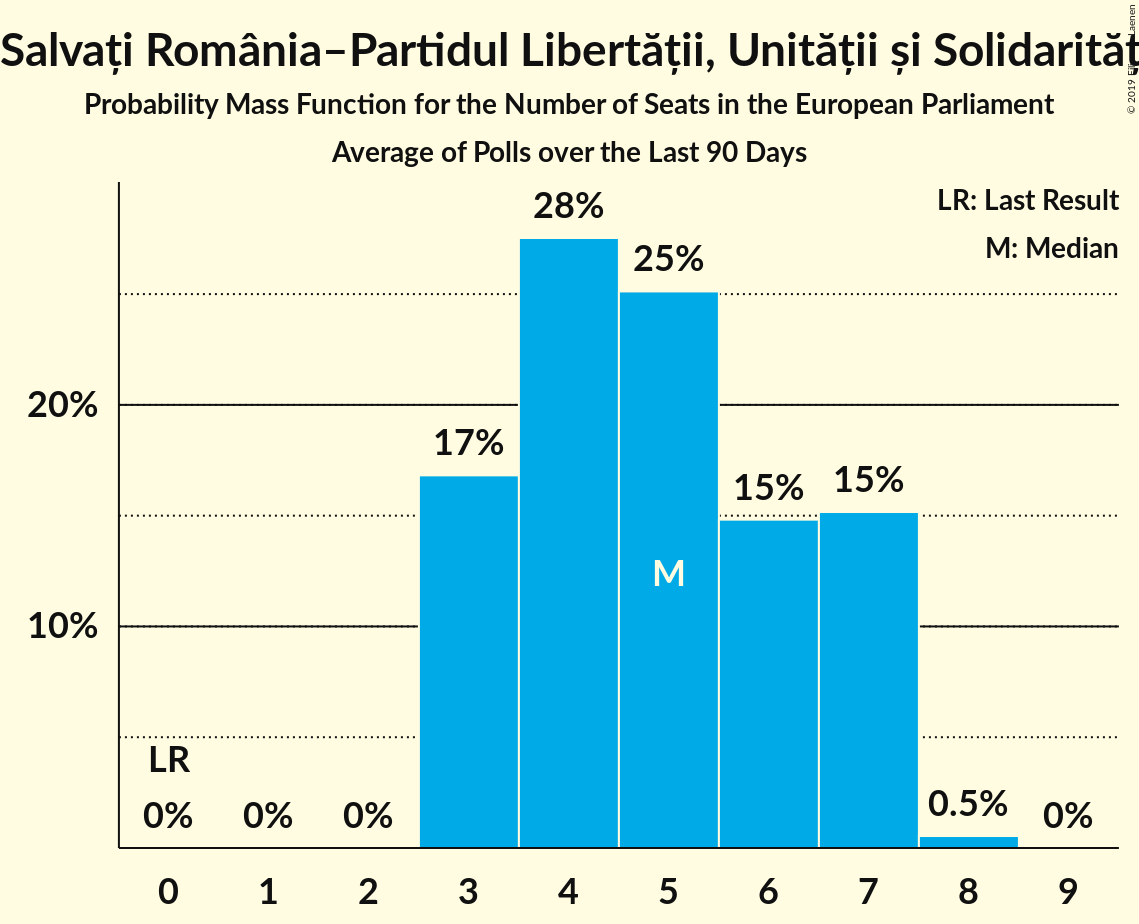 Salvați România–Partidul Libertății, Unității și Solidarităț
Probability Mass Function for the Number of Seats in the European Parliament
Average of Polls over the Last 90 Days
© 2019 Laenen
LR: Last Result
M: Median
28%
25%
20%
17%
15%
15%
M
10%
LR
0%
0%
0%
0.5%
0%
0 1 2 3 4 5 6 7 8 9